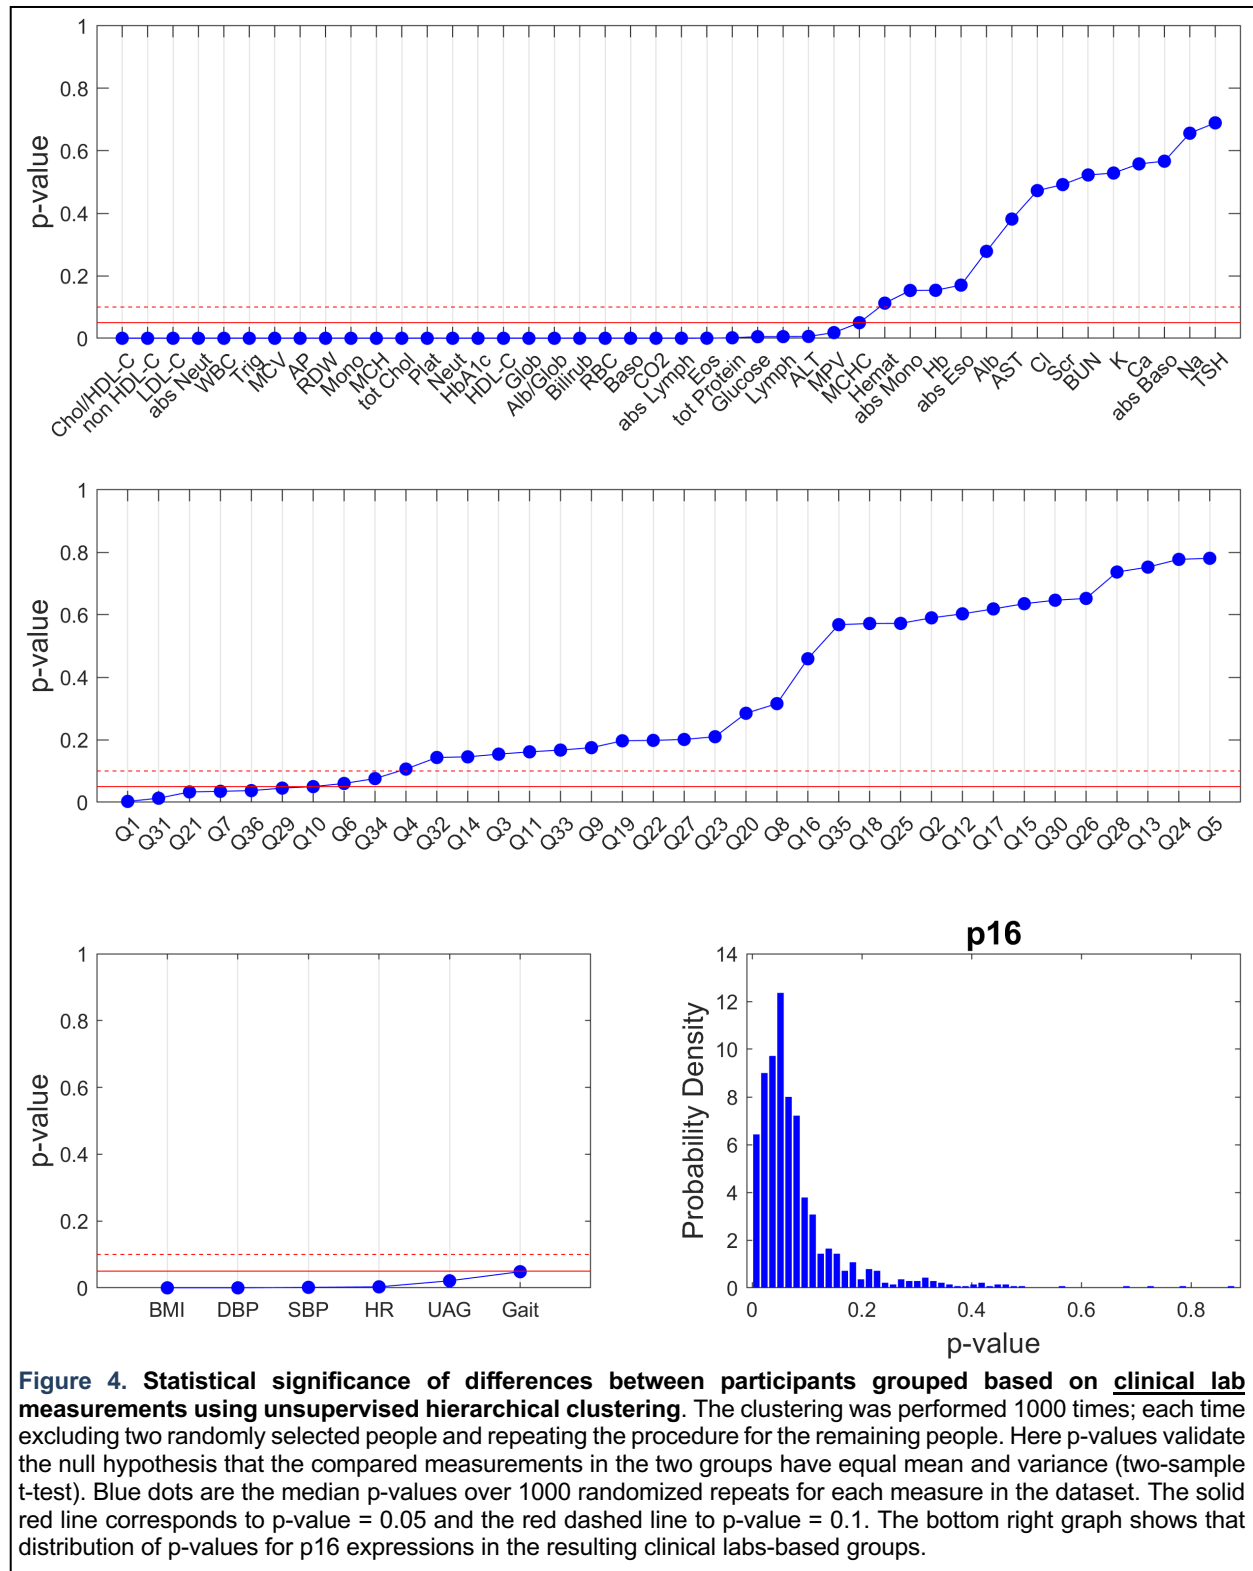 1
0.8
0.6
0.4
0.2
0
p-value
Chol/HDL-C
non HDL-C
LDL-C
abs Neut
WBC
Trig
MCV
AP
RDW
Mono
MCH
tot Chol
Plat
Neut
HbA1c
HDL-C
Glob
Alb/Glob
Bilirub
RBC
Baso
CO2
abs Lymph
Eos
tot Protein
Glucose
Lymph
ALT
MPV
MCHC
Hemat
abs Mono
Hb
abs Eso
Alb
AST
Cl
Scr
BUN
K
Ca
abs Baso
Na
TSH
1
0.8
0.6
0.4
0.2
0
p-value
Q1
Q31
Q21
Q7
Q36
Q29
Q10
Q6
Q34
Q4
Q32
Q14
Q3
Q11
Q33
Q9
Q19
Q22
Q27
Q23
Q20
Q8
Q16
Q35
Q18
Q25
Q2
Q12
Q17
Q15
Q30
Q26
Q28
Q13
Q24
Q5
1
0.8
0.6
0.4
0.2
0
p-value
BMI DBP SBP HR UAG Gait
p16
14
12
10
8
6
4
2
0
Probability Density
0 0.2 0.4 0.6 0.8
p-value
Figure 4. Statistical significance of differences between participants grouped based on clinical lab
measurements using unsupervised hierarchical clustering. The clustering was performed 1000 times; each time
excluding two randomly selected people and repeating the procedure for the remaining people. Here p-values validate
the null hypothesis that the compared measurements in the two groups have equal mean and variance (two-sample
t-test). Blue dots are the median p-values over 1000 randomized repeats for each measure in the dataset. The solid
red line corresponds to p-value = 0.05 and the red dashed line to p-value = 0.1. The bottom right graph shows that
distribution of p-values for p16 expressions in the resulting clinical labs-based groups.